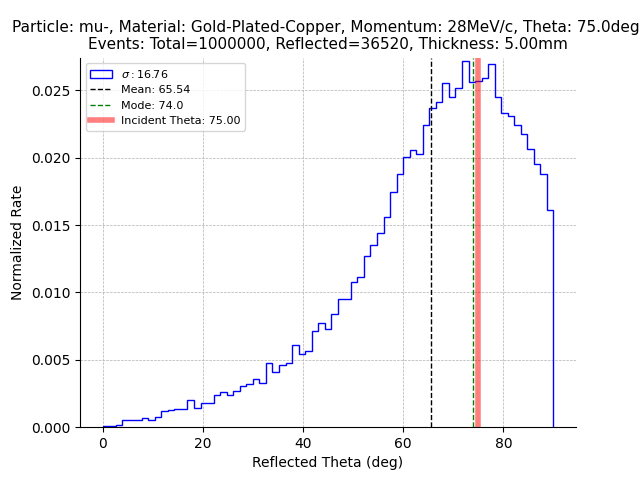 Particle: mu-, Material: Gold-Plated-Copper, Momentum: 28MeV/c, Theta: 75.0deg
Events: Total=1000000, Reflected=36520, Thickness: 5.00mm
σ: 16.76
Mean: 65.54
Mode: 74.0
Incident Theta: 75.00
Normalized Rate
0.025
0.020
0.015
0.010
0.005
0.000
0 20 40 60 80
Reflected Theta (deg)